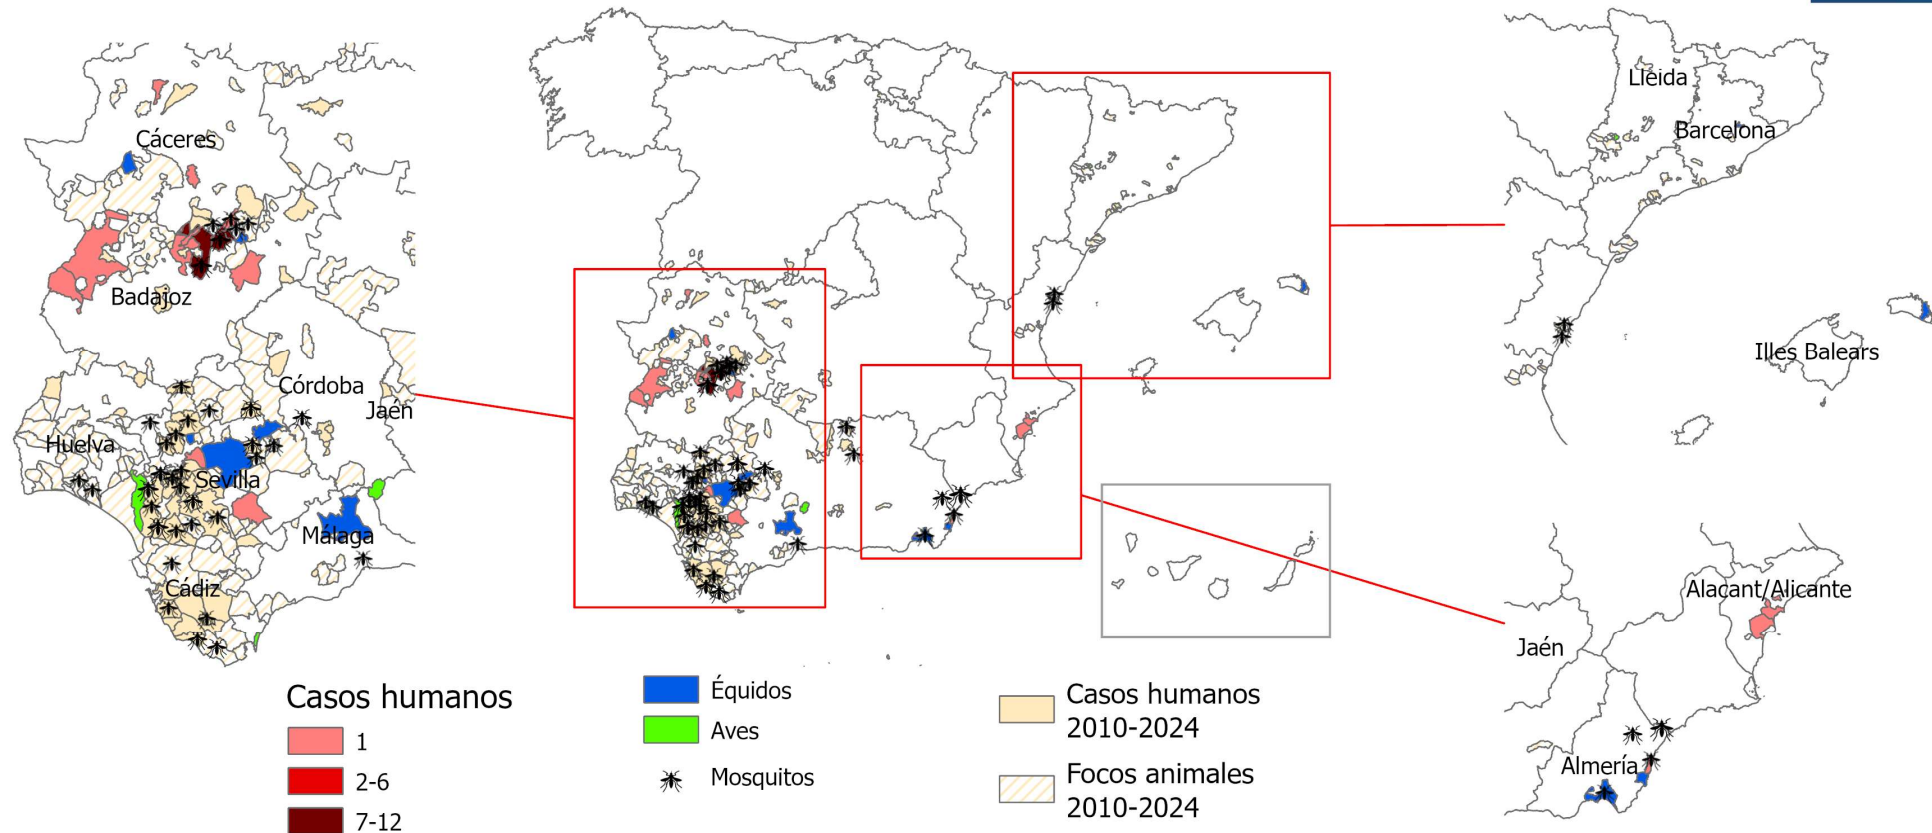 Cáceres
Badajoz
Córdoba
Jaén
Huelva
Sevilla
Málaga
Cádiz
Lleida
Barcelona
Illes Balears
Alacant/Alicante
Jaén
Almería
Casos humanos
1
2-6
7-12
Équidos
Aves
Mosquitos
Casos humanos
2010-2024
Focos animales
2010-2024